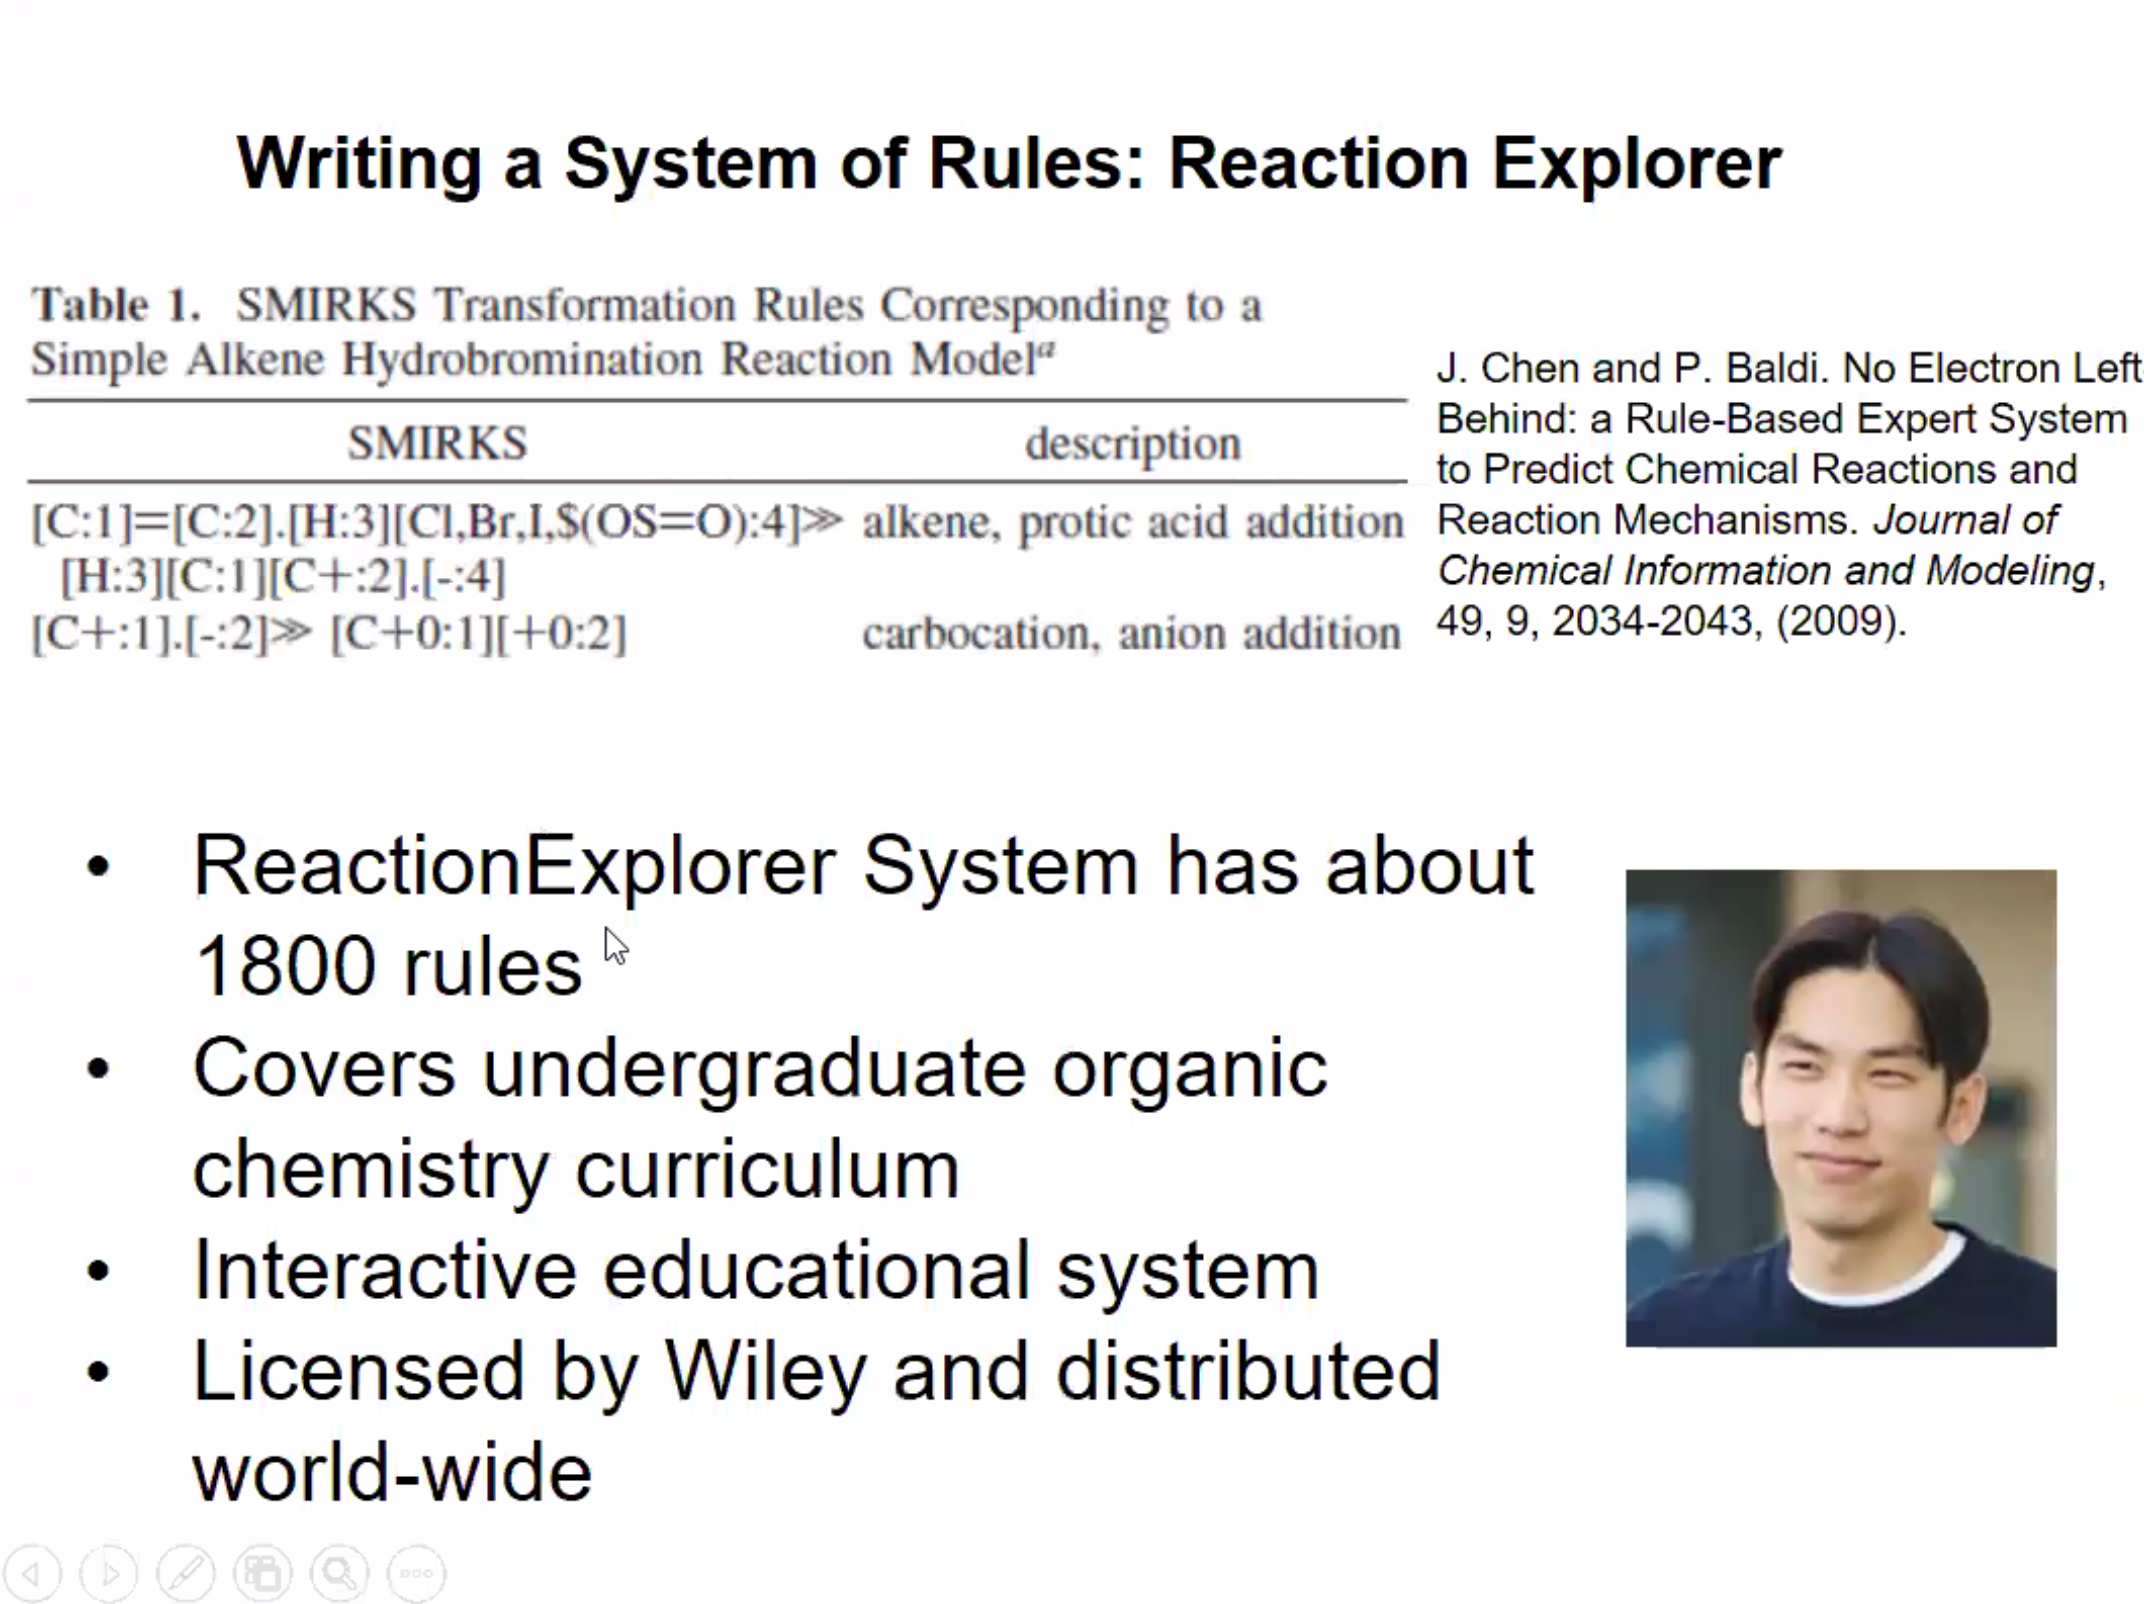 Writing a System of Rules: Reaction Explorer
Table 1. SMIRKS Transformation Rules Corresponding to a
Simple Alkene Hydrobromination Reaction Modelᵃ
SMIRKS description
[C:1]=[C:2].[H:3][Cl,Br,I,$(OS=O):4]≫ alkene, protic acid addition
[H:3][C:1][C+:2].[-:4]
[C+:1].[-:2]≫ [C+0:1][+0:2] carbocation, anion addition
J. Chen and P. Baldi. No Electron Left
Behind: a Rule-Based Expert System
to Predict Chemical Reactions and
Reaction Mechanisms. Journal of
Chemical Information and Modeling,
49, 9, 2034-2043, (2009).
• ReactionExplorer System has about
1800 rules
• Covers undergraduate organic
chemistry curriculum
• Interactive educational system
• Licensed by Wiley and distributed
world-wide